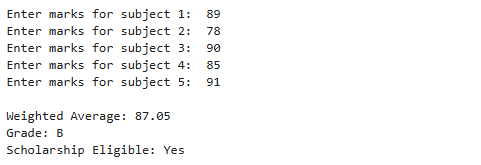 Enter marks for subject 1:  89
Enter marks for subject 2:  78
Enter marks for subject 3:  90
Enter marks for subject 4:  85
Enter marks for subject 5:  91

Weighted Average: 87.05
Grade: B
Scholarship Eligible: Yes